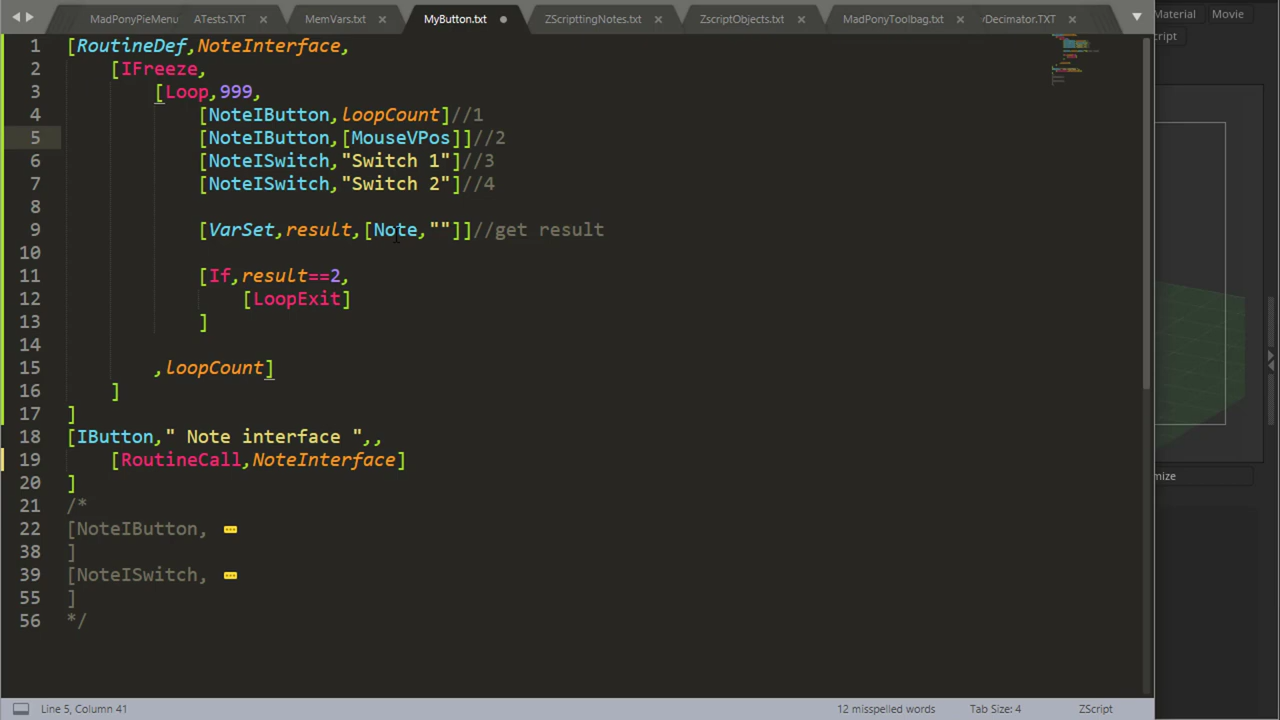 MadPonyPieMenu ATests.TXT MemVars.txt MyButton.txt ZScripttingNotes.txt ZscriptObjects.txt MadPonyToolbag.txt /Decimator.TXT Material Movie
1 [RoutineDef,NoteInterface,
2 [IFreeze,
3 [Loop,999,
4 [NoteIButton,loopCount]//1
5 [NoteIButton,[MouseVPos]]//2
6 [NoteISwitch,"Switch 1"]//3
7 [NoteISwitch,"Switch 2"]//4
8
9 [VarSet,result,[Note,""]]//get result
10
11 [If,result==2,
12 [LoopExit]
13 ]
14
15 ,loopCount]
16 ]
17 ]
18 [IButton," Note interface ",,
19 [RoutineCall,NoteInterface]
20 ]
21 /*
22 [NoteIButton,
38 ]
39 [NoteISwitch,
55 ]
56 */
Line 5, Column 41 12 misspelled words Tab Size: 4 ZScript